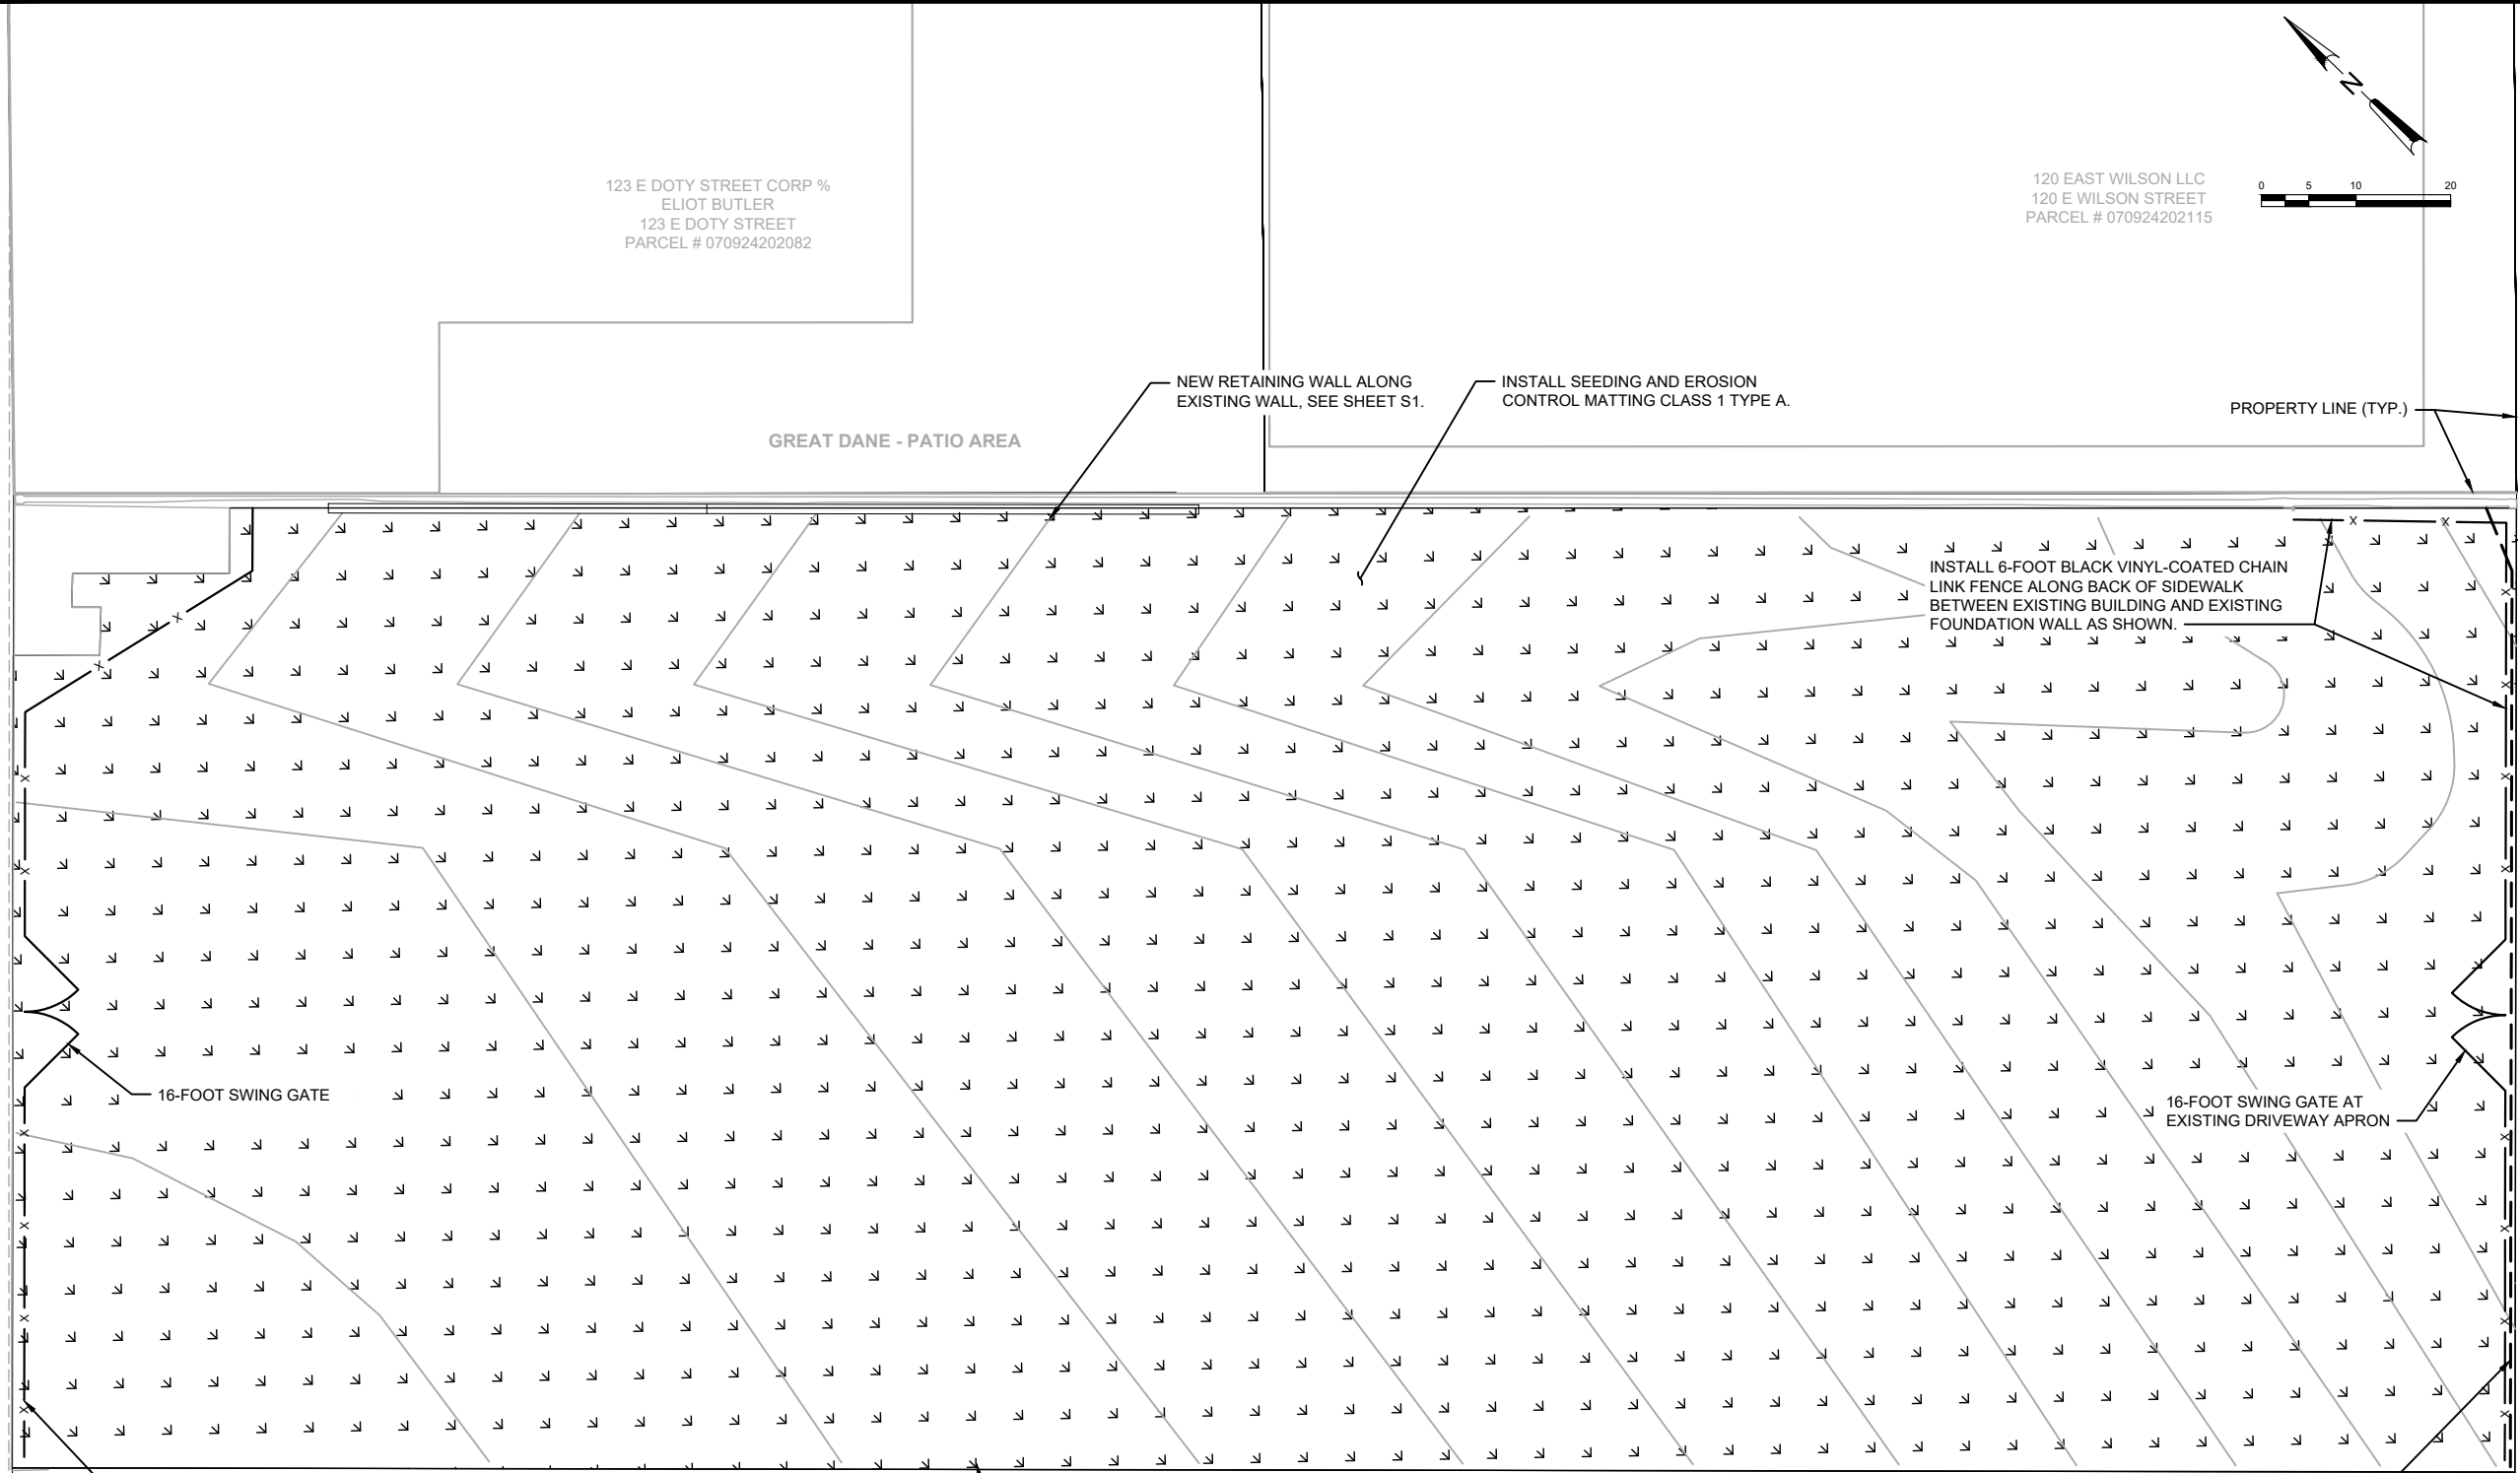 N
123 E DOTY STREET CORP %
ELIOT BUTLER
123 E DOTY STREET
PARCEL # 070924202082
120 EAST WILSON LLC
120 E WILSON STREET
PARCEL # 070924202115
0 5 10 20
NEW RETAINING WALL ALONG
EXISTING WALL, SEE SHEET S1.
INSTALL SEEDING AND EROSION
CONTROL MATTING CLASS 1 TYPE A.
PROPERTY LINE (TYP.)
GREAT DANE - PATIO AREA
INSTALL 6-FOOT BLACK VINYL-COATED CHAIN
LINK FENCE ALONG BACK OF SIDEWALK
BETWEEN EXISTING BUILDING AND EXISTING
FOUNDATION WALL AS SHOWN.
16-FOOT SWING GATE
16-FOOT SWING GATE AT
EXISTING DRIVEWAY APRON